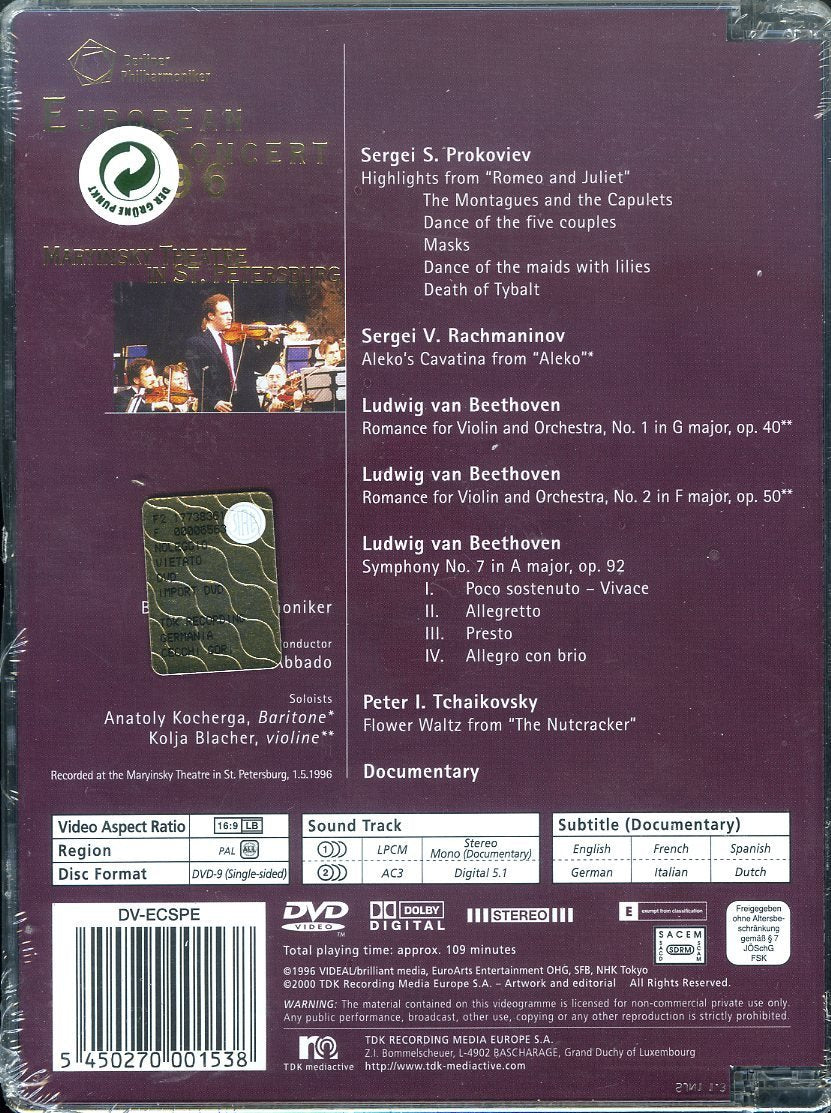 Berliner
Philharmoniker
EUROPEAN
CONCERT
96
DER GRÜNE PUNKT
MARYINSKY THEATRE
IN ST. PETERSBURG
VIETATO
DVD
IMPORT DVD
TDK RECORDING
GERMANIA
oniker
onductor
Abbado
Soloists
Anatoly Kocherga, Baritone*
Kolja Blacher, violine**
Recorded at the Maryinsky Theatre in St. Petersburg, 1.5.1996
Sergei S. Prokoviev
Highlights from “Romeo and Juliet”
The Montagues and the Capulets
Dance of the five couples
Masks
Dance of the maids with lilies
Death of Tybalt
Sergei V. Rachmaninov
Aleko's Cavatina from “Aleko”*
Ludwig van Beethoven
Romance for Violin and Orchestra, No. 1 in G major, op. 40**
Ludwig van Beethoven
Romance for Violin and Orchestra, No. 2 in F major, op. 50**
Ludwig van Beethoven
Symphony No. 7 in A major, op. 92
I. Poco sostenuto – Vivace
II. Allegretto
III. Presto
IV. Allegro con brio
Peter I. Tchaikovsky
Flower Waltz from “The Nutcracker”
Documentary
Video Aspect Ratio 16:9 LB
Region PAL ALL
Disc Format DVD-9 (Single-sided)
Sound Track
1 LPCM Stereo Mono (Documentary)
2 AC3 Digital 5.1
Subtitle (Documentary)
English French Spanish
German Italian Dutch
DV-ECSPE
5 450270 001538
DVD VIDEO TM
DOLBY DIGITAL
STEREO
E exempt from classification
SACEM
SACD
SDRM
SCAM
Freigegeben
ohne Altersbe-
schränkung
gemäß § 7
JÖSchG
FSK
Total playing time: approx. 109 minutes
©1996 VIDEAL/brilliant media, EuroArts Entertainment OHG, SFB, NHK Tokyo
©2000 TDK Recording Media Europe S.A. – Artwork and editorial All Rights Reserved.
WARNING: The material contained on this videogramme is licensed for non-commercial private use only.
Any public performance, broadcast, other use, copying or any other reproduction is strictly prohibited.
TDK mediactive
TDK RECORDING MEDIA EUROPE S.A.
Z.I. Bommelscheuer, L-4902 BASCHARAGE, Grand Duchy of Luxembourg
http://www.tdk-mediactive.com